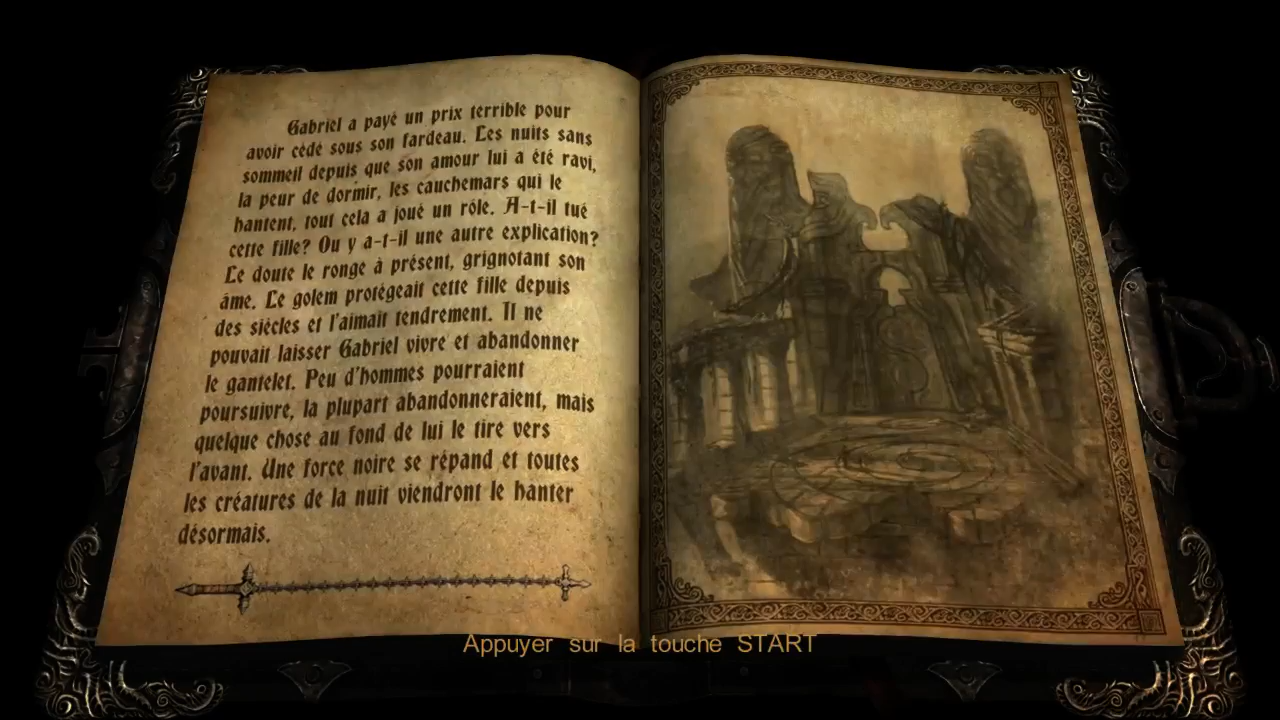 Gabriel a payé un prix terrible pour
avoir cédé sous son fardeau. Les nuits sans
sommeil depuis que son amour lui a été ravi,
la peur de dormir, les cauchemars qui le
hantent, tout cela a joué un rôle. A-t-il tué
cette fille? Ou y a-t-il une autre explication?
Le doute le ronge à présent, grignotant son
âme. Le golem protégeait cette fille depuis
des siècles et l'aimait tendrement. Il ne
pouvait laisser Gabriel vivre et abandonner
le gantelet. Peu d'hommes pourraient
poursuivre, la plupart abandonneraient, mais
quelque chose au fond de lui le tire vers
l'avant. Une force noire se répand et toutes
les créatures de la nuit viendront le hanter
désormais.
Appuyer sur la touche START